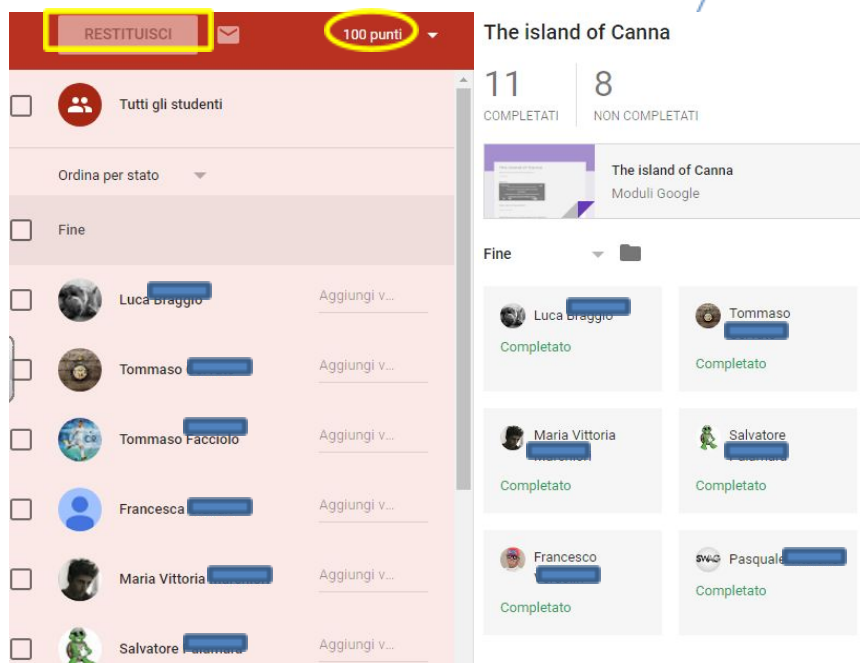 RESTITUISCI
100 punti
Tutti gli studenti
Ordina per stato
Fine
Luca
Aggiungi v...
Tommaso
Aggiungi v...
Tommaso
Aggiungi v...
Francesca
Aggiungi v...
Maria Vittoria
Aggiungi v...
Salvatore
Aggiungi v...
The island of Canna
11
8
COMPLETATI
NON COMPLETATI
The island of Canna
Moduli Google
Fine
Luca
Completato
Tommaso
Completato
Maria Vittoria
Completato
Salvatore
Completato
Francesco
Completato
SWAG
Pasquale
Completato